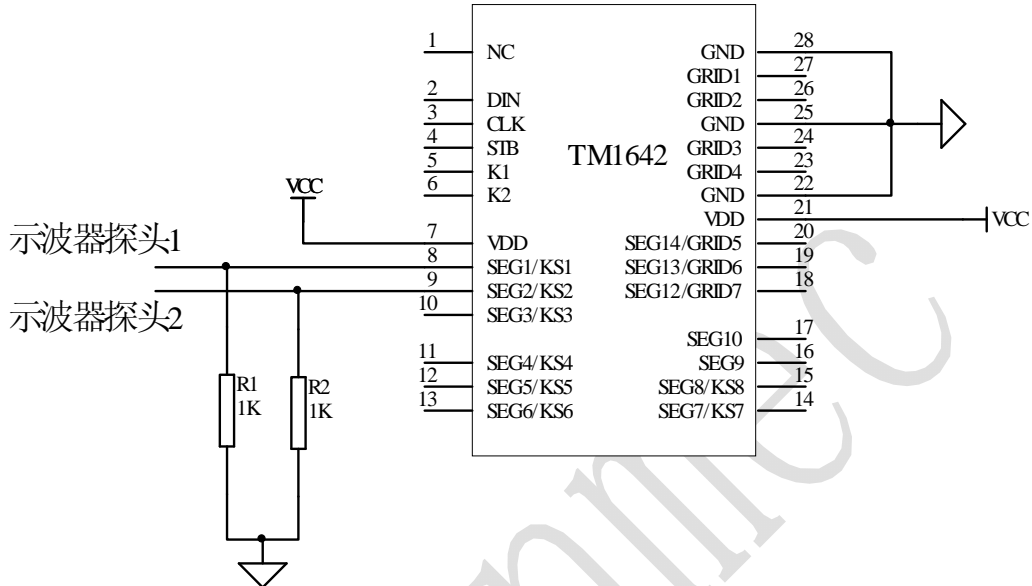 1 NC GND 28
GRID1 27
2 DIN GRID2 26
3 CLK GND 25
4 STB GRID3 24
TM1642
5 K1 GRID4 23
6 K2 GND 22
VCC
VDD 21 VCC
示波器探头1
7 VDD SEG14/GRID5 20
8 SEG1/KS1 SEG13/GRID6 19
9 SEG2/KS2 SEG12/GRID7 18
示波器探头2
10 SEG3/KS3
SEG10 17
11 SEG4/KS4 SEG9 16
12 SEG5/KS5 SEG8/KS8 15
13 SEG6/KS6 SEG7/KS7 14
R1
1K
R2
1K